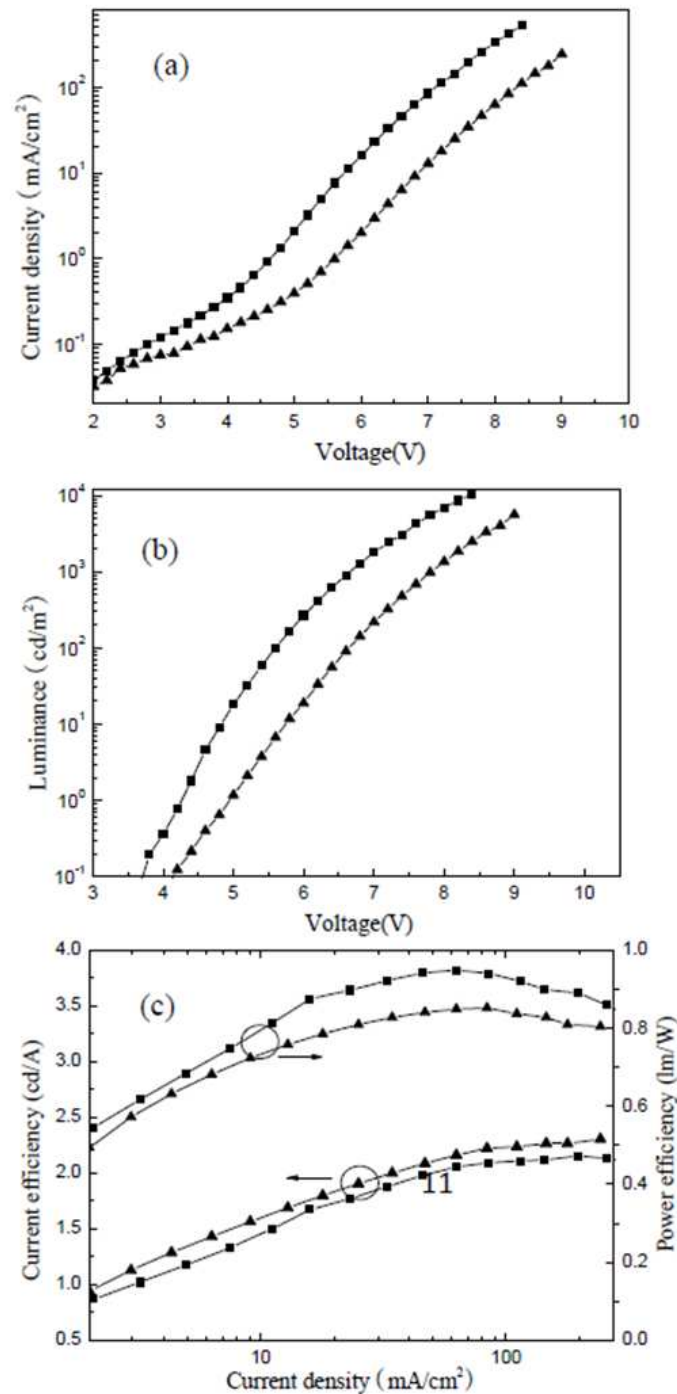 (a)
Current density ( mA/cm²)
10²
10¹
10⁰
10⁻¹
2 3 4 5 6 7 8 9 10
Voltage(V)
(b)
Luminance ( cd/m²)
10⁴
10³
10²
10¹
10⁰
10⁻¹
3 4 5 6 7 8 9 10
Voltage(V)
(c)
Current efficiency (cd/A)
4.0
3.5
3.0
2.5
2.0
1.5
1.0
0.5
1.0
0.8
0.6
0.4
0.2
0.0
Power efficiency (lm/W)
11
10 100
Current density ( mA/cm²)